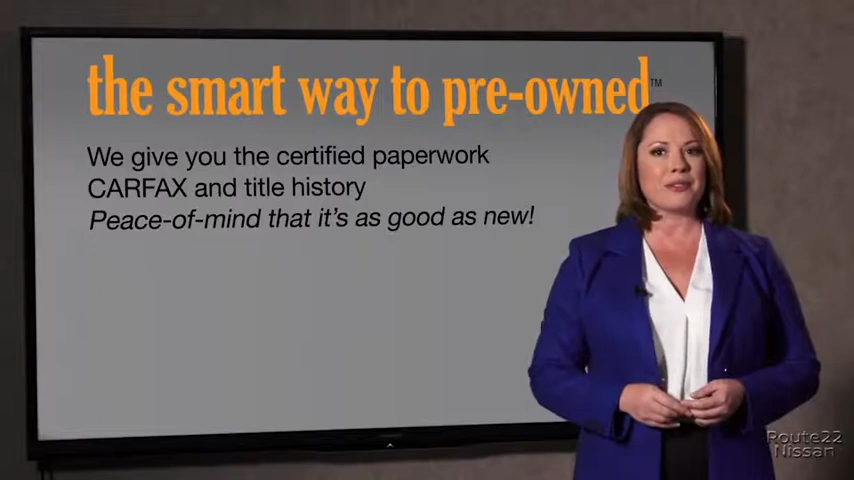 the smart way to pre-owned™
We give you the certified paperwork
CARFAX and title history
Peace-of-mind that it's as good as new!
Route22
Nissan